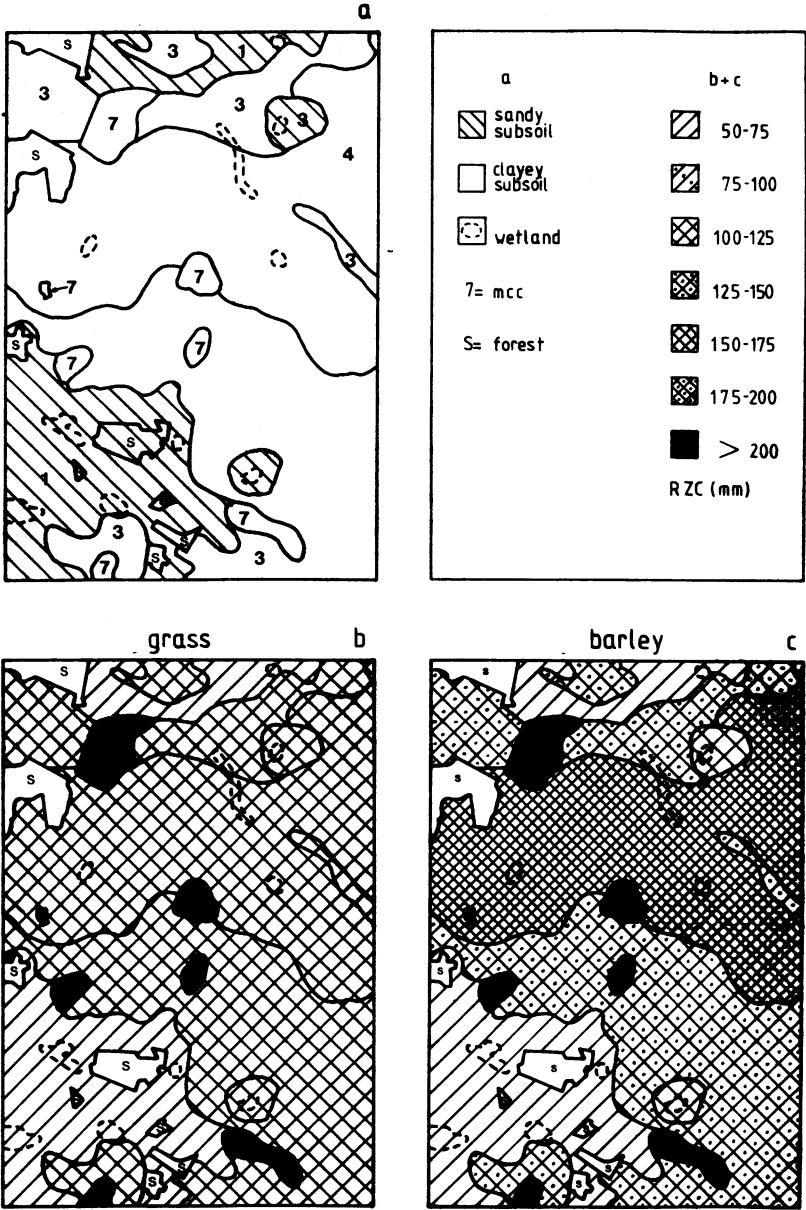 a
S
3
1
3
3
3
7
4
S
3
7
7
S
7
7
S
1
7
3
S
7
S
3
a
b+c
sandy subsoil
50-75
75-100
clayey subsoil
wetland
100-125
7= mcc
125-150
S= forest
150-175
175-200
> 200
RZC (mm)
grass
b
S
S
S
S
S
S
barley
c
s
s
S
s
s
s